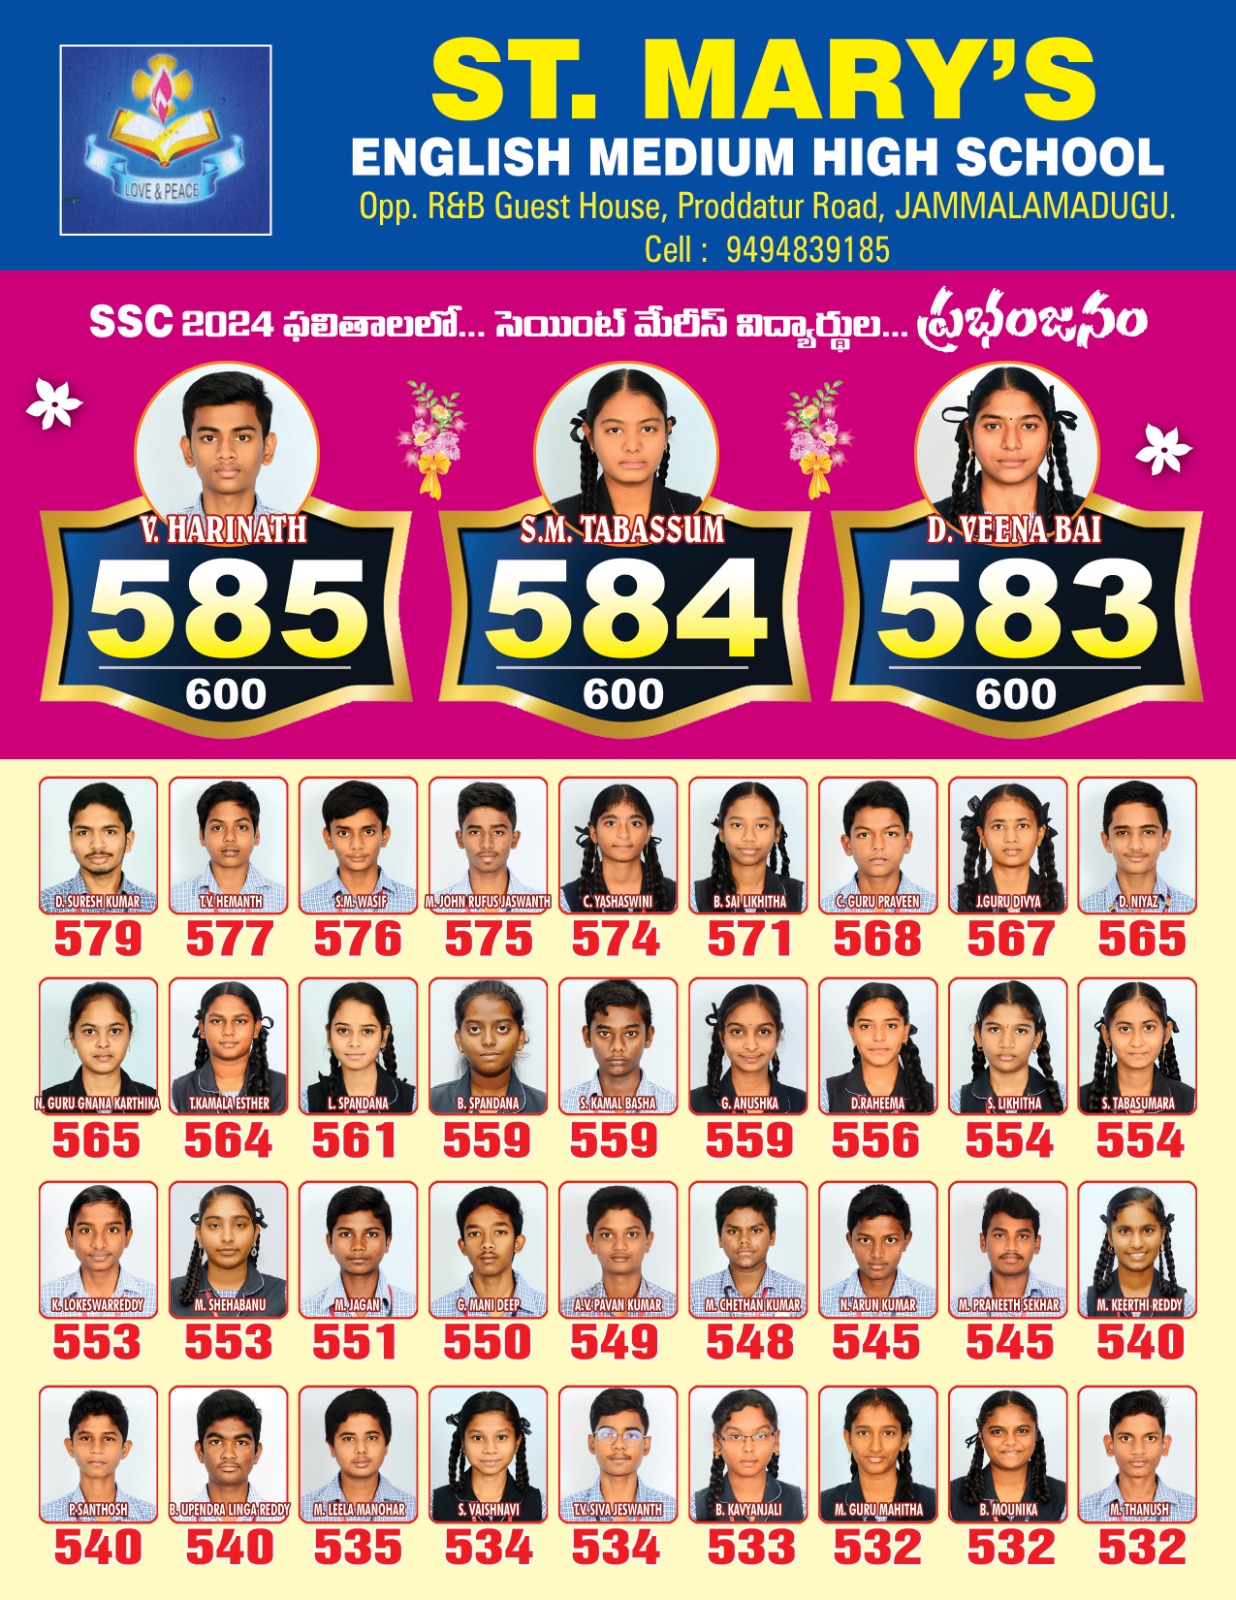 LOVE & PEACE
ST. MARY'S
ENGLISH MEDIUM HIGH SCHOOL
Opp. R&B Guest House, Proddatur Road, JAMMALAMADUGU.
Cell : 9494839185
SSC 2024 ఫలితాలలో... సెయింట్ మేరీస్ విద్యార్థుల... ప్రభంజనం
V. HARINATH S.M. TABASSUM D. VEENA BAI
585 584 583
600 600 600
D. SURESH KUMAR T.V. HEMANTH S.M. WASIF M. JOHN RUFUS JASWANTH C. YASHASWINI B. SAI LIKHITHA C. GURU PRAVEEN J.GURU DIVYA D. NIYAZ
579 577 576 575 574 571 568 567 565
N. GURU GNANA KARTHIKA T.KAMALA ESTHER L. SPANDANA B. SPANDANA S. KAMAL BASHA G. ANUSHKA D.RAHEEMA S. LIKHITHA S. TABASUMARA
565 564 561 559 559 559 556 554 554
K. LOKESWARREDDY M. SHEHABANU M. JAGAN G. MANI DEEP A.V. PAVAN KUMAR M. CHETHAN KUMAR N. ARUN KUMAR M. PRANEETH SEKHAR M. KEERTHI REDDY
553 553 551 550 549 548 545 545 540
P.SANTHOSH B. UPENDRA LINGA REDDY M. LEELA MANOHAR S. VAISHNAVI T.V. SIVA JESWANTH B. KAVYANJALI M. GURU MAHITHA B. MOUNIKA M. THANUSH
540 540 535 534 534 533 532 532 532